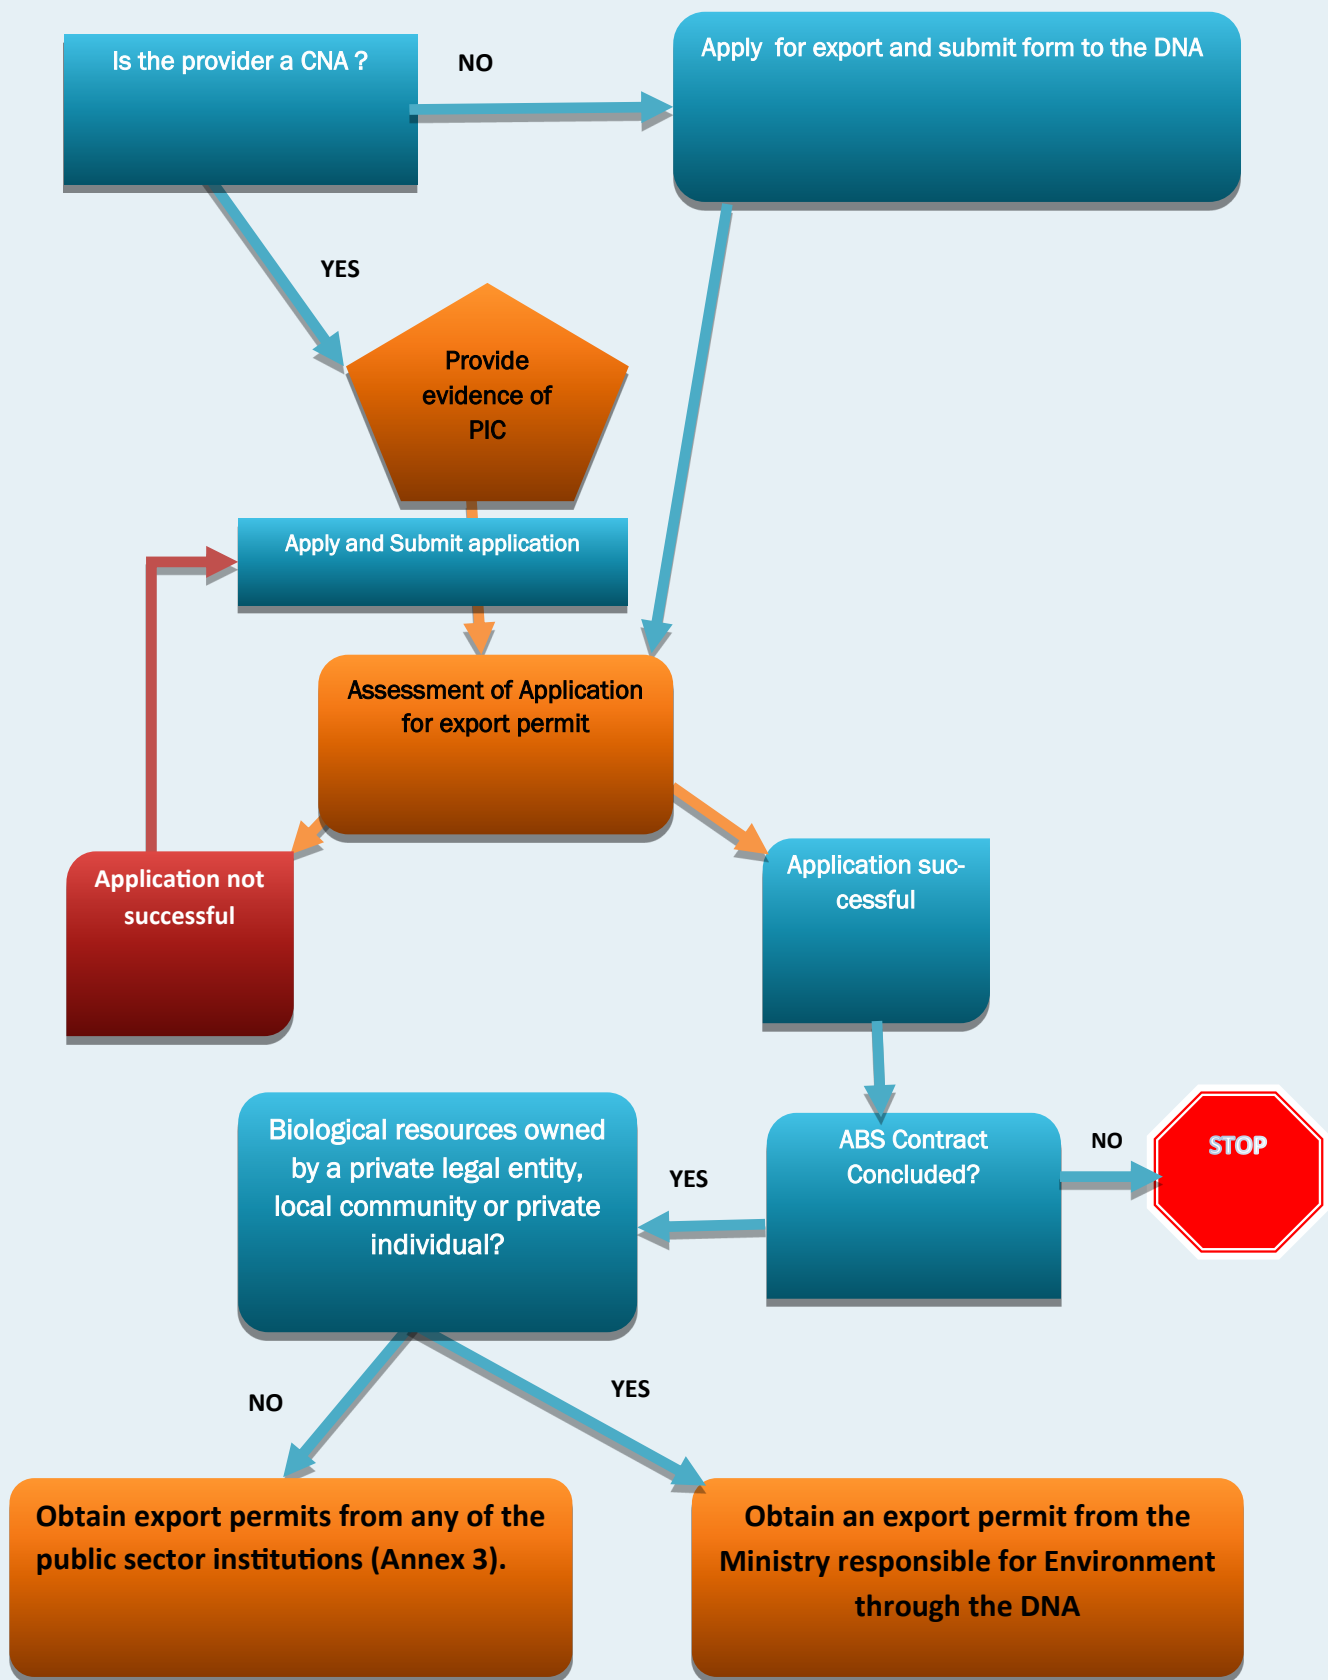 Is the provider a CNA ?
NO
Apply  for export and submit form to the DNA
YES
Provide
evidence of
PIC
Apply and Submit application
Assessment of Application
for export permit
Application not
successful
Application suc-
cessful
Biological resources owned
by a private legal entity,
local community or private
individual?
YES
ABS Contract
Concluded?
NO
STOP
NO
YES
Obtain export permits from any of the
public sector institutions (Annex 3).
Obtain an export permit from the
Ministry responsible for Environment
through the DNA